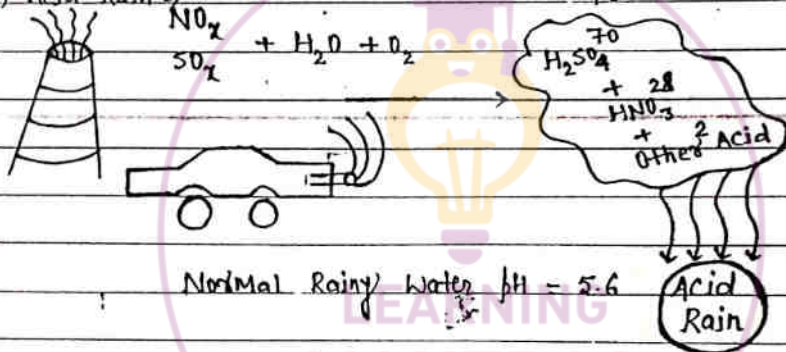 NOx
SOx + H2O + O2
70
H2SO4
+ 28
HNO3
+ 2
Other Acid
Normal Rainy Water pH = 5.6
Acid
Rain
LEARNING